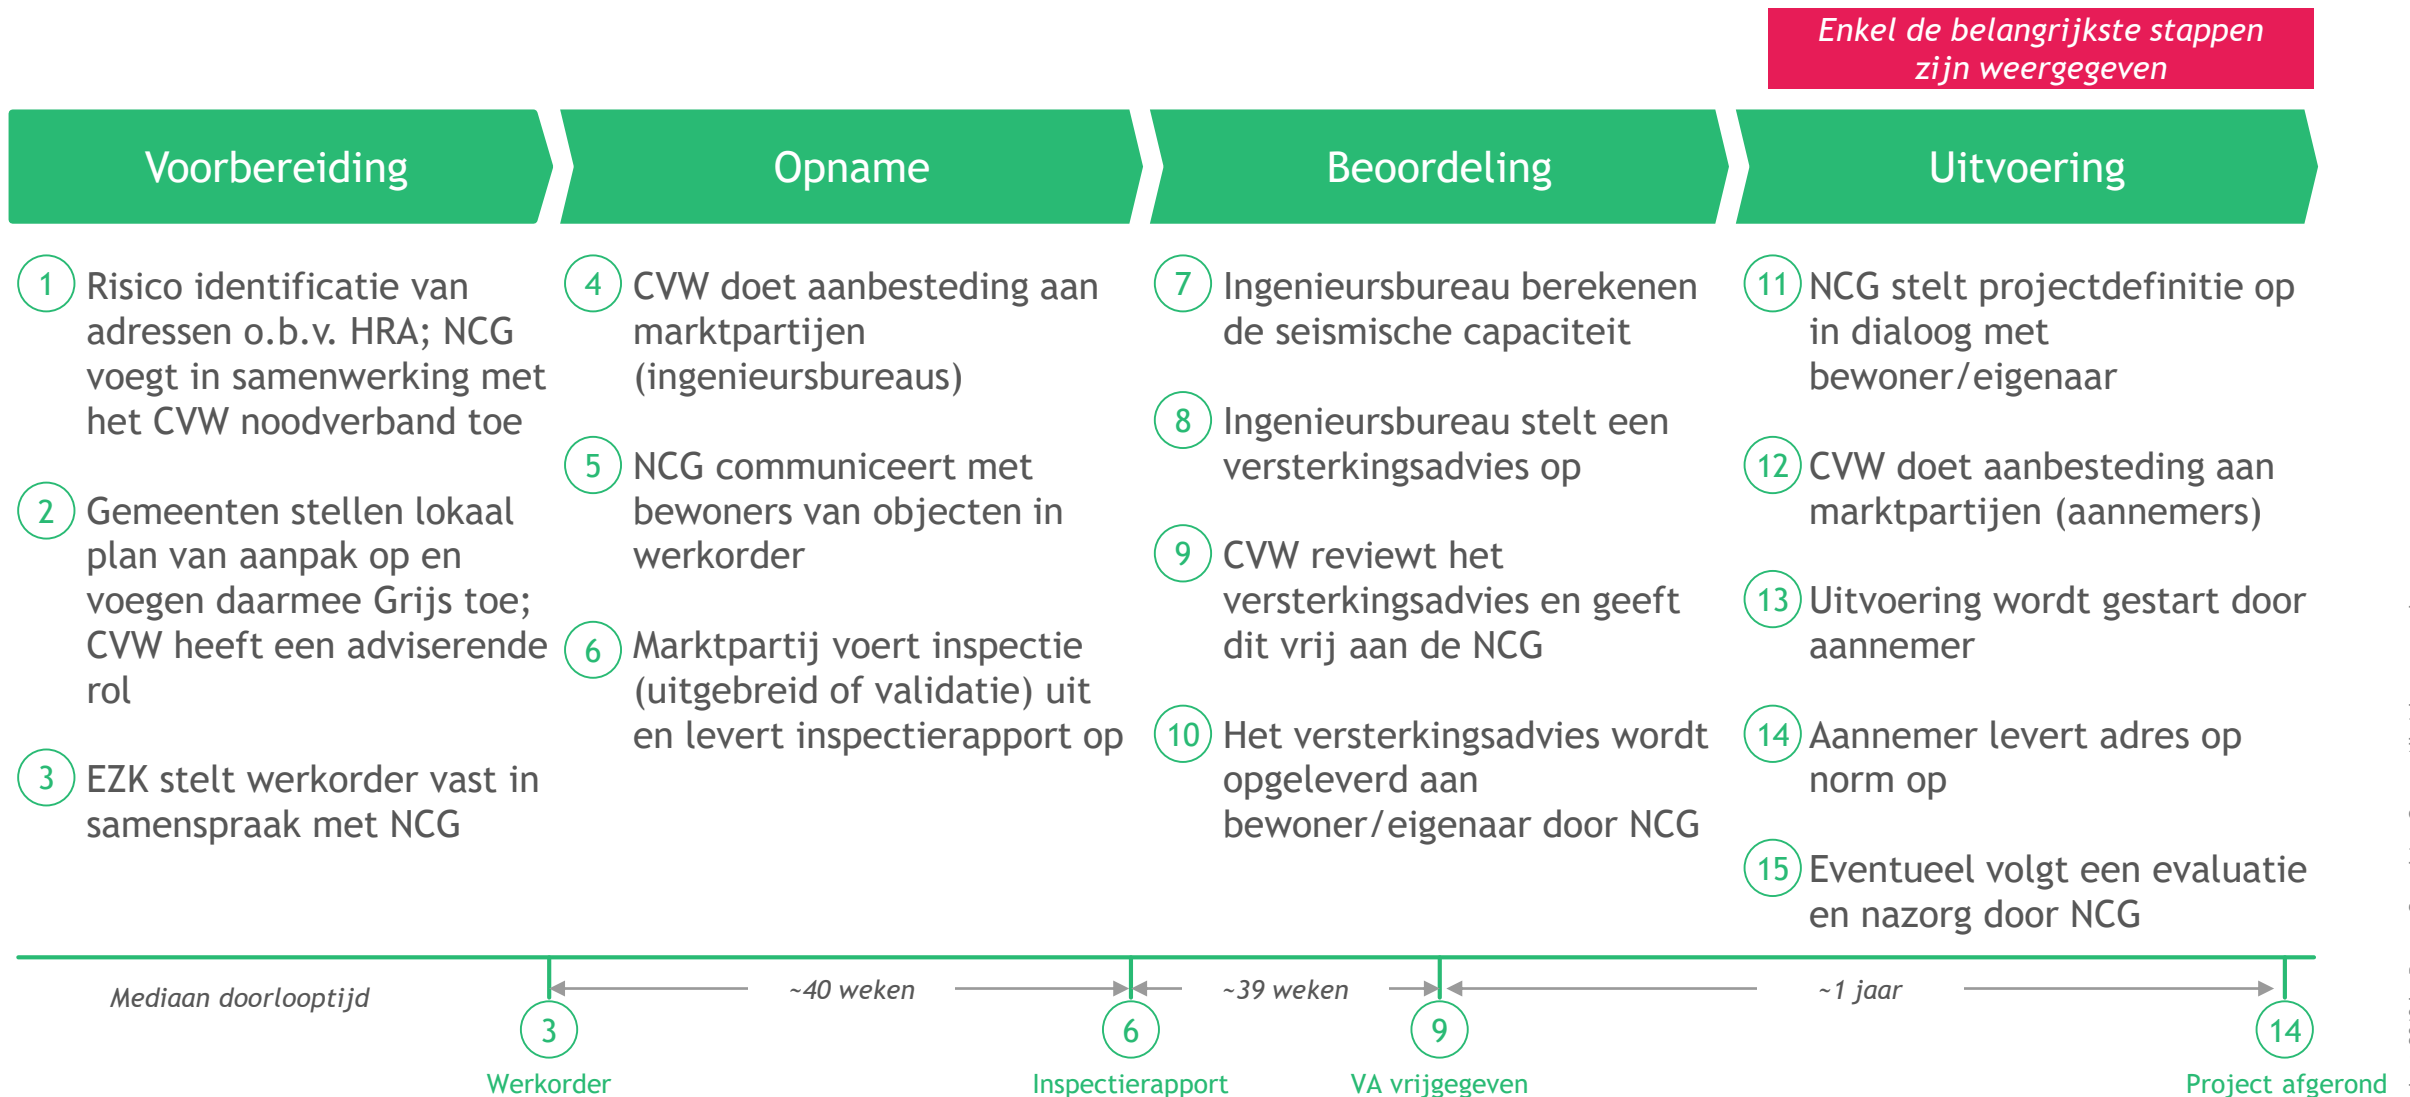 Enkel de belangrijkste stappen
zijn weergegeven
Voorbereiding
Opname
Beoordeling
Uitvoering
1
Risico identificatie van
adressen o.b.v. HRA; NCG
voegt in samenwerking met
het CVW noodverband toe
2
Gemeenten stellen lokaal
plan van aanpak op en
voegen daarmee Grijs toe;
CVW heeft een adviserende
rol
3
EZK stelt werkorder vast in
samenspraak met NCG
4
CVW doet aanbesteding aan
marktpartijen
(ingenieursbureaus)
5
NCG communiceert met
bewoners van objecten in
werkorder
6
Marktpartij voert inspectie
(uitgebreid of validatie) uit
en levert inspectierapport op
7
Ingenieursbureau berekenen
de seismische capaciteit
8
Ingenieursbureau stelt een
versterkingsadvies op
9
CVW reviewt het
versterkingsadvies en geeft
dit vrij aan de NCG
10
Het versterkingsadvies wordt
opgeleverd aan
bewoner/eigenaar door NCG
11
NCG stelt projectdefinitie op
in dialoog met
bewoner/eigenaar
12
CVW doet aanbesteding aan
marktpartijen (aannemers)
13
Uitvoering wordt gestart door
aannemer
14
Aannemer levert adres op
norm op
15
Eventueel volgt een evaluatie
en nazorg door NCG
Mediaan doorlooptijd
~40 weken
~39 weken
~1 jaar
3
6
9
14
Werkorder
Inspectierapport
VA vrijgegeven
Project afgerond